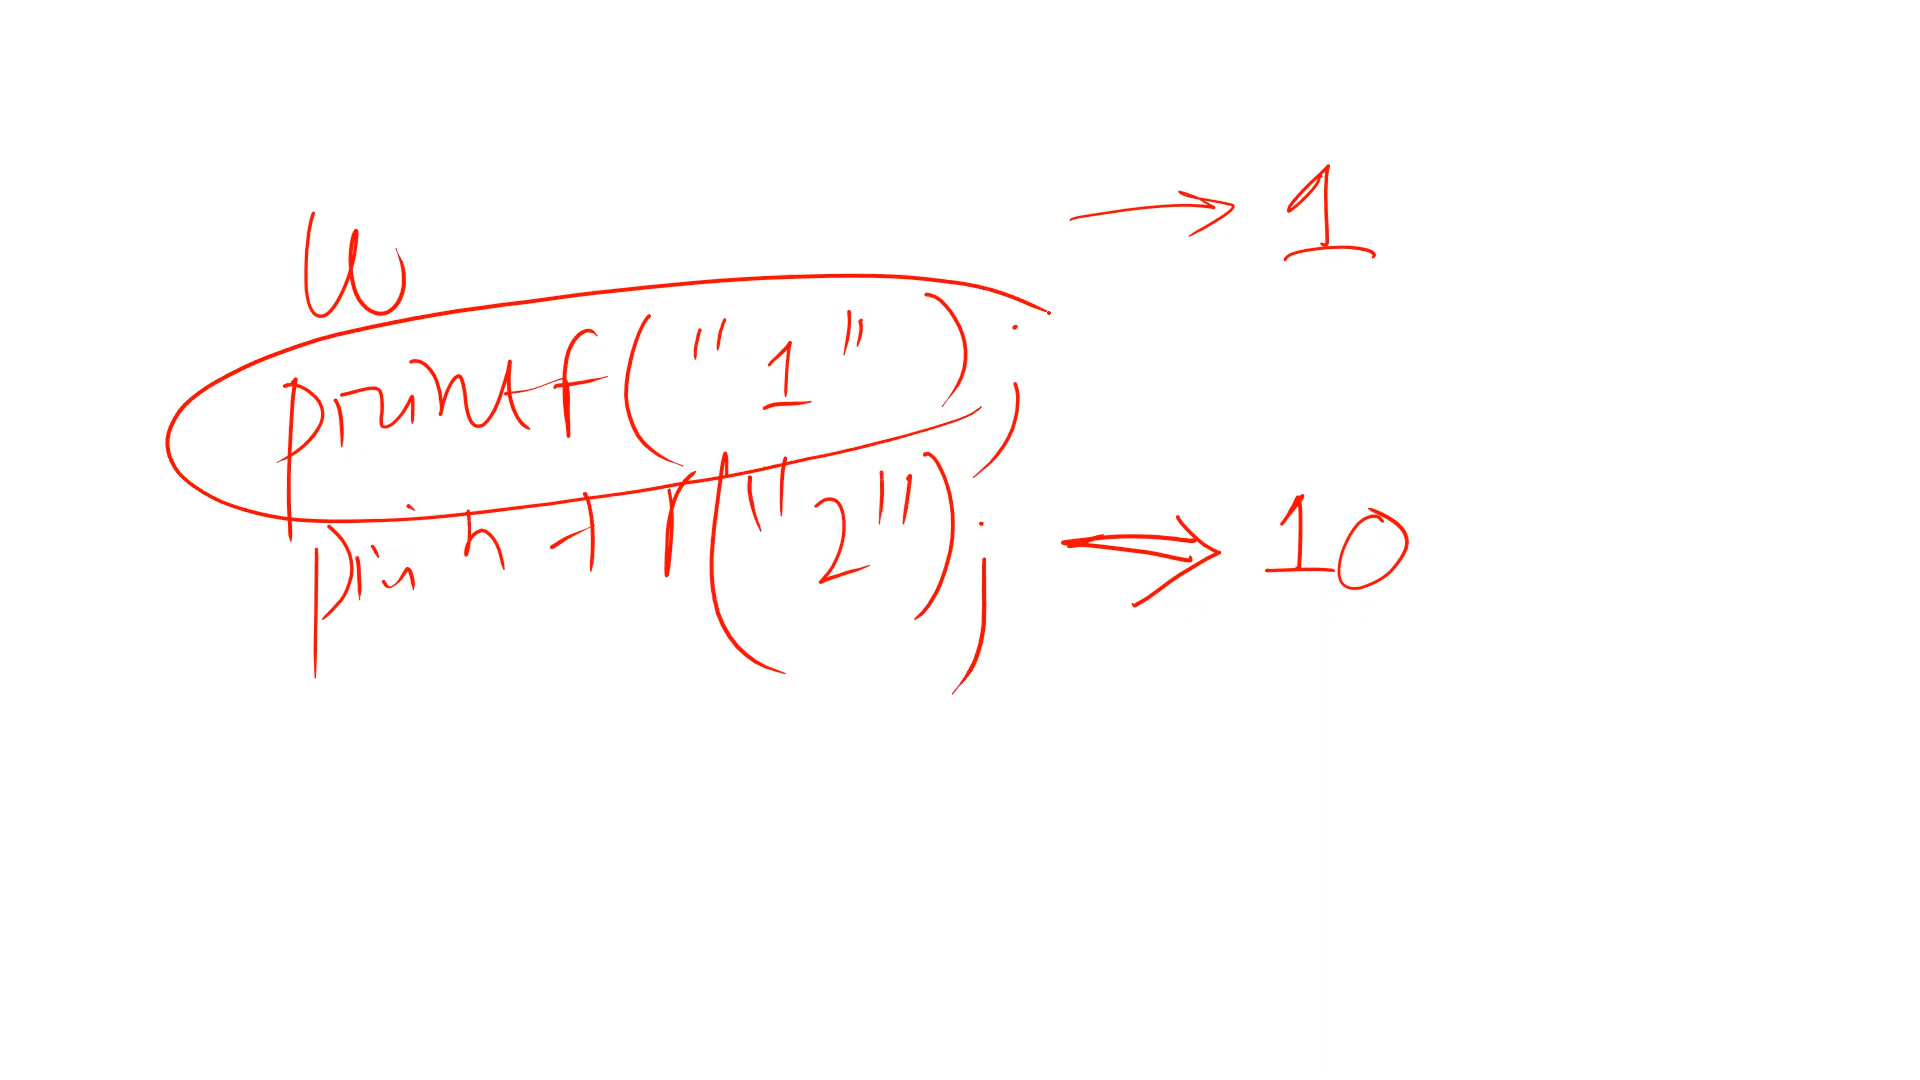 → 1
w
printf("1");
printf("2"); ⇒ 10